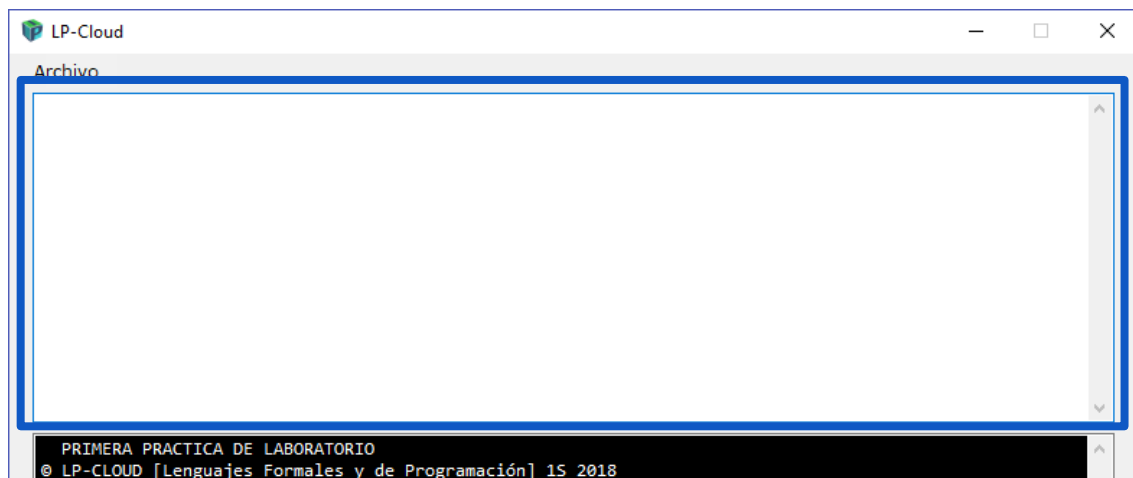 LP-Cloud
Archivo
PRIMERA PRACTICA DE LABORATORIO
© LP-CLOUD [Lenguajes Formales y de Programación] 1S 2018